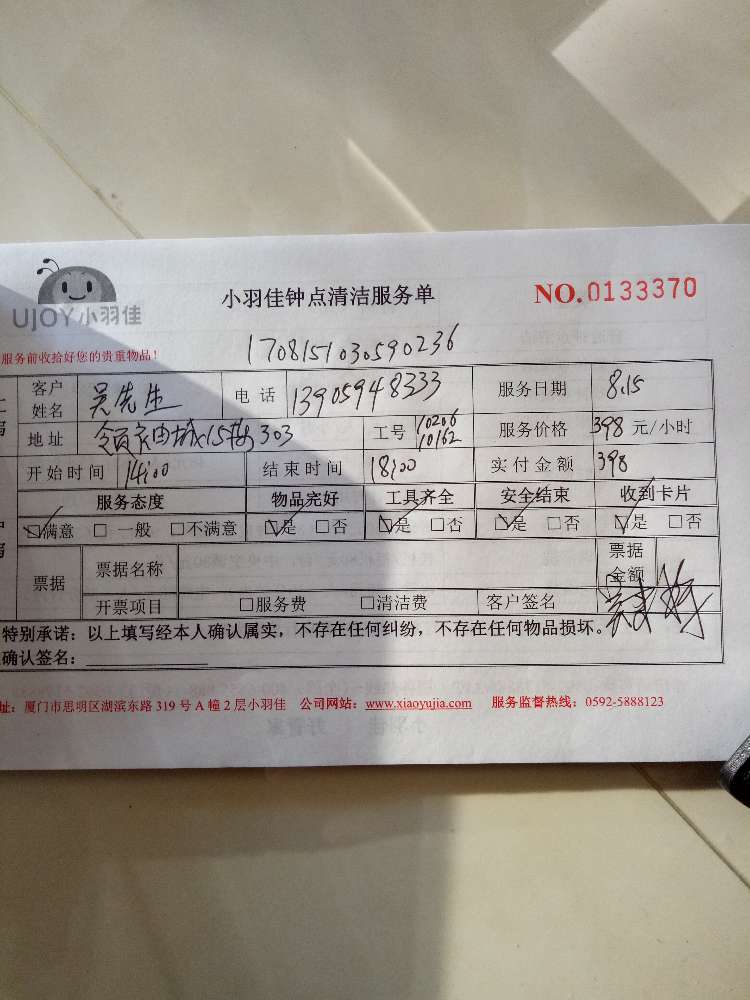 UJOY小羽佳
小羽佳钟点清洁服务单
NO.0133370
服务前收拾好您的贵重物品!
1708151030590236
客户姓名 吴先生 电话 13905948333 服务日期 8.15
地址 15栋303 工号 10206 10162 服务价格 398 元/小时
开始时间 14:00 结束时间 18:00 实付金额 398
服务态度 物品完好 工具齐全 安全结束 收到卡片
☑满意 □ 一般 □不满意 ☑是 □否 ☑是 □否 ☑是 □否 ☑是 □否
票据 票据名称 票据金额
开票项目 □服务费 □清洁费 客户签名
特别承诺:以上填写经本人确认属实,不存在任何纠纷,不存在任何物品损坏。
确认签名:
址:厦门市思明区湖滨东路 319 号 A 幢 2 层小羽佳 公司网站:www.xiaoyujia.com 服务监督热线:0592-5888123